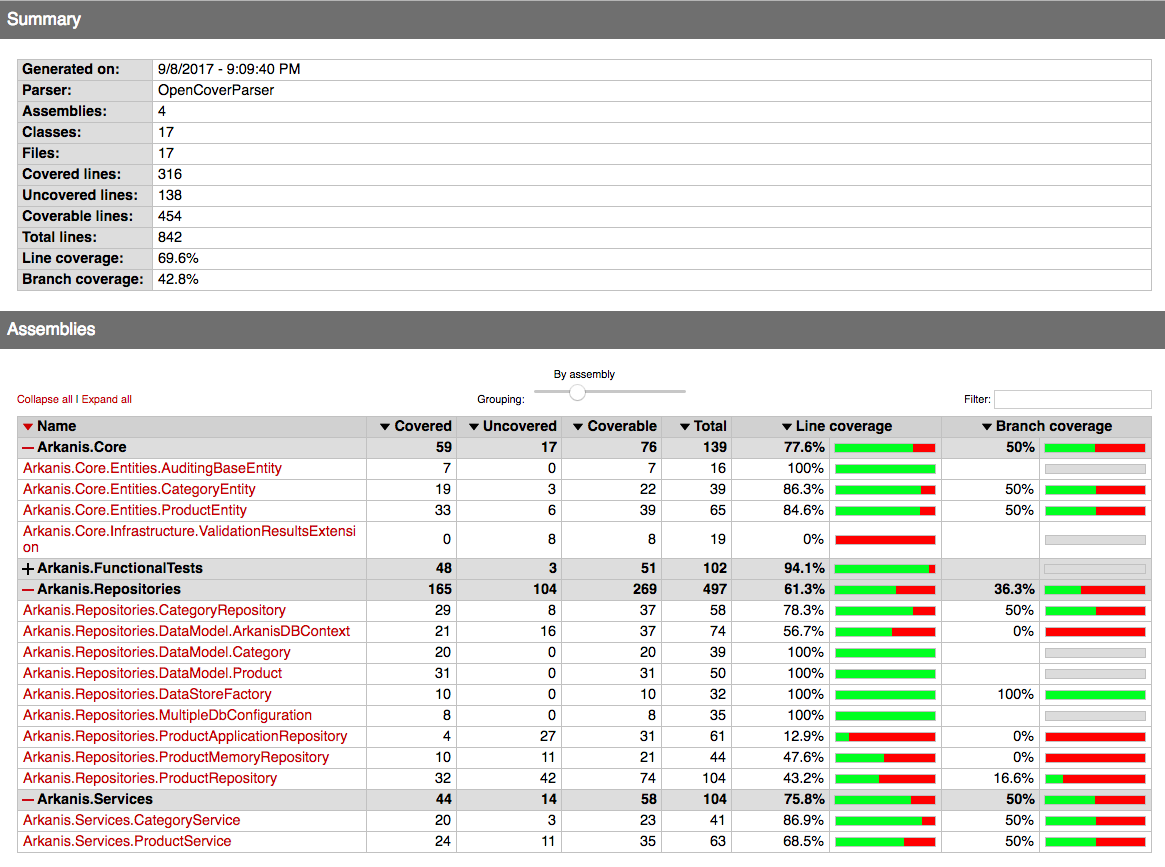 Summary
Generated on: 9/8/2017 - 9:09:40 PM
Parser: OpenCoverParser
Assemblies: 4
Classes: 17
Files: 17
Covered lines: 316
Uncovered lines: 138
Coverable lines: 454
Total lines: 842
Line coverage: 69.6%
Branch coverage: 42.8%
Assemblies
By assembly
Collapse all | Expand all Grouping: Filter:
Name Covered Uncovered Coverable Total Line coverage Branch coverage
Arkanis.Core 59 17 76 139 77.6% 50%
Arkanis.Core.Entities.AuditingBaseEntity 7 0 7 16 100%
Arkanis.Core.Entities.CategoryEntity 19 3 22 39 86.3% 50%
Arkanis.Core.Entities.ProductEntity 33 6 39 65 84.6% 50%
Arkanis.Core.Infrastructure.ValidationResultsExtensi
on 0 8 8 19 0%
Arkanis.FunctionalTests 48 3 51 102 94.1%
Arkanis.Repositories 165 104 269 497 61.3% 36.3%
Arkanis.Repositories.CategoryRepository 29 8 37 58 78.3% 50%
Arkanis.Repositories.DataModel.ArkanisDBContext 21 16 37 74 56.7% 0%
Arkanis.Repositories.DataModel.Category 20 0 20 39 100%
Arkanis.Repositories.DataModel.Product 31 0 31 50 100%
Arkanis.Repositories.DataStoreFactory 10 0 10 32 100% 100%
Arkanis.Repositories.MultipleDbConfiguration 8 0 8 35 100%
Arkanis.Repositories.ProductApplicationRepository 4 27 31 61 12.9% 0%
Arkanis.Repositories.ProductMemoryRepository 10 11 21 44 47.6% 0%
Arkanis.Repositories.ProductRepository 32 42 74 104 43.2% 16.6%
Arkanis.Services 44 14 58 104 75.8% 50%
Arkanis.Services.CategoryService 20 3 23 41 86.9% 50%
Arkanis.Services.ProductService 24 11 35 63 68.5% 50%